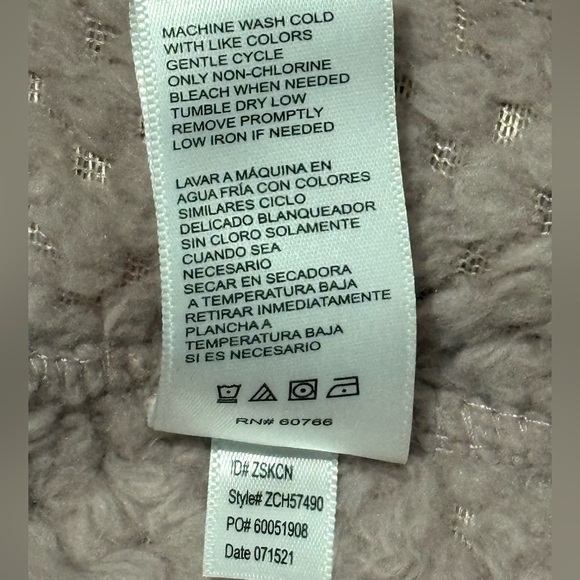 MACHINE WASH COLD
WITH LIKE COLORS
GENTLE CYCLE
ONLY NON-CHLORINE
BLEACH WHEN NEEDED
TUMBLE DRY LOW
REMOVE PROMPTLY
LOW IRON IF NEEDED
LAVAR A MÁQUINA EN
AGUA FRÍA CON COLORES
SIMILARES CICLO
DELICADO BLANQUEADOR
SIN CLORO SOLAMENTE
CUANDO SEA
NECESARIO
SECAR EN SECADORA
A TEMPERATURA BAJA
RETIRAR INMEDIATAMENTE
PLANCHA A
TEMPERATURA BAJA
SI ES NECESARIO
RN# 60766
ID# ZSKCN
Style# ZCH57490
PO# 60051908
Date 071521